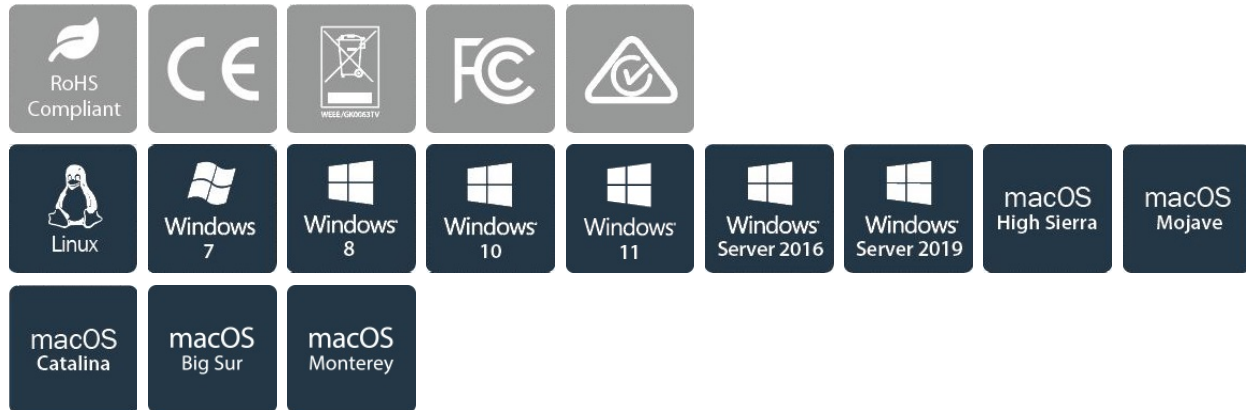 RoHS
Compliant
CE
WEEE/GK0063TV
FC
Linux
Windows
7
Windows
8
Windows
10
Windows
11
Windows
Server 2016
Windows
Server 2019
macOS
High Sierra
macOS
Mojave
macOS
Catalina
macOS
Big Sur
macOS
Monterey